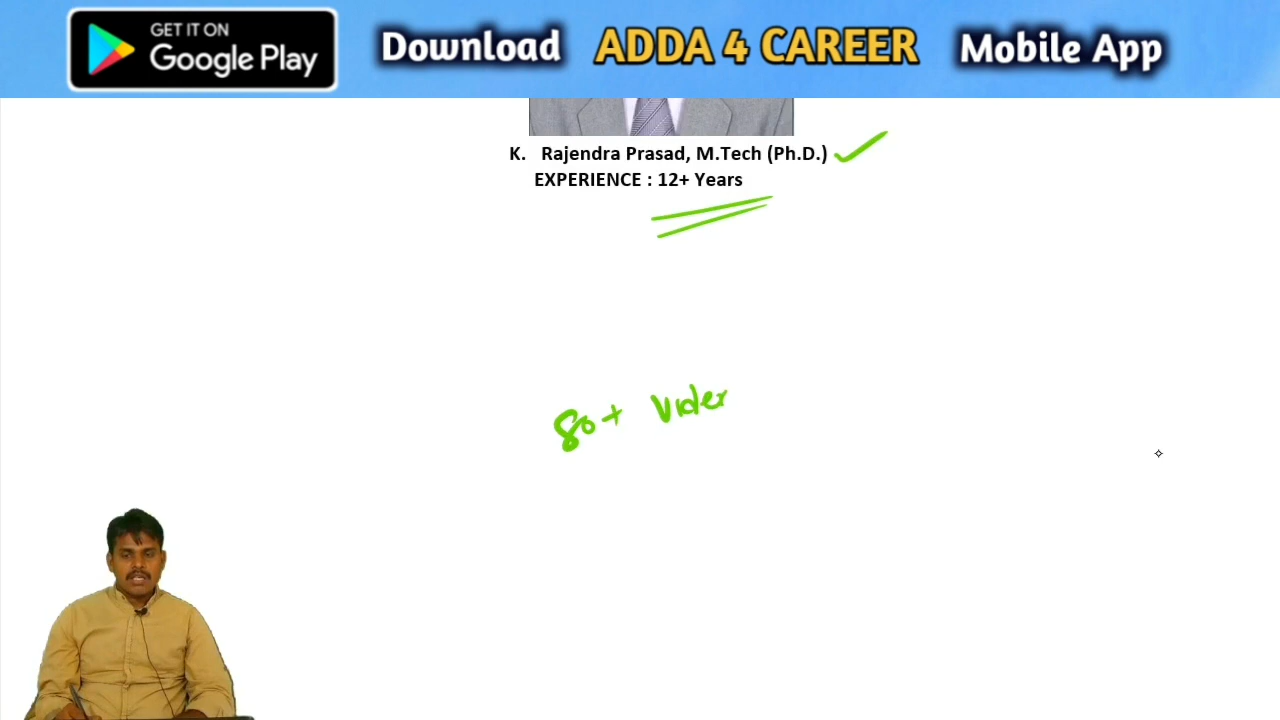 GET IT ON
Google Play
Download ADDA 4 CAREER Mobile App
K. Rajendra Prasad, M.Tech (Ph.D.)
EXPERIENCE : 12+ Years
80+